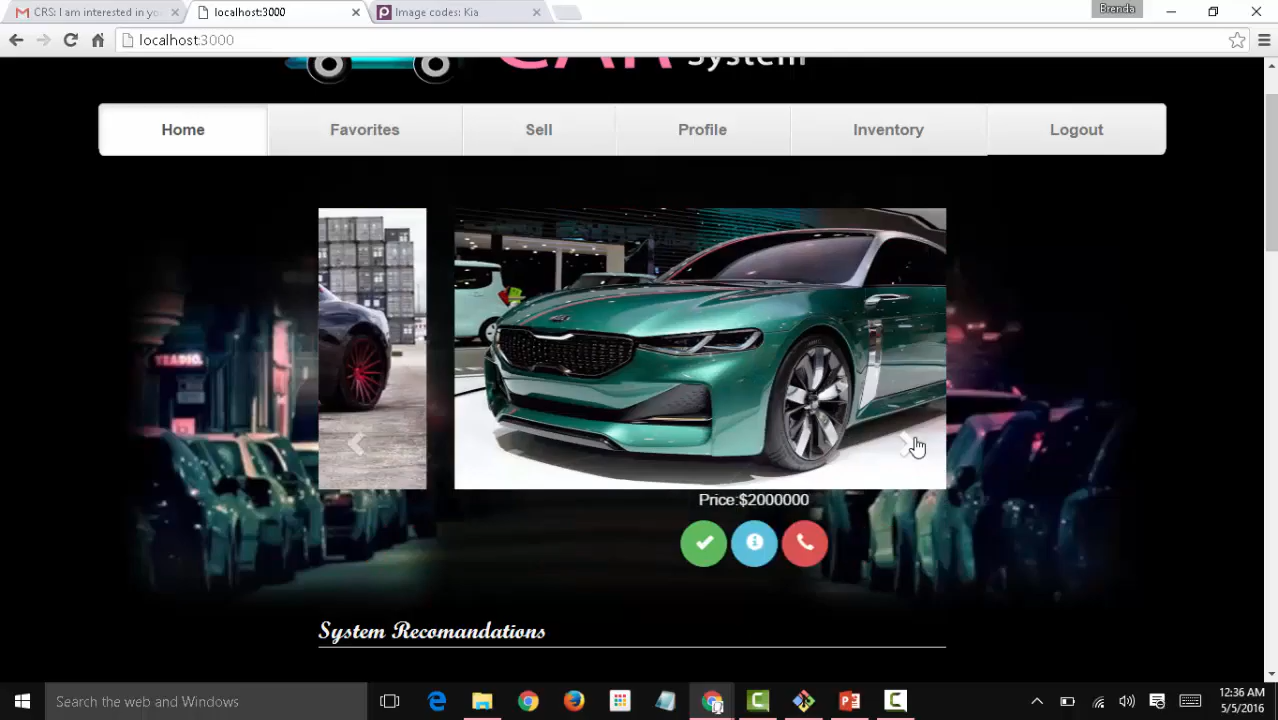 CRS: I am interested in yo
localhost:3000
Image codes: Kia
Brenda
localhost:3000
CAR System
Home
Favorites
Sell
Profile
Inventory
Logout
Price:$2000000
System Recomandations
Search the web and Windows
12:36 AM
5/5/2016